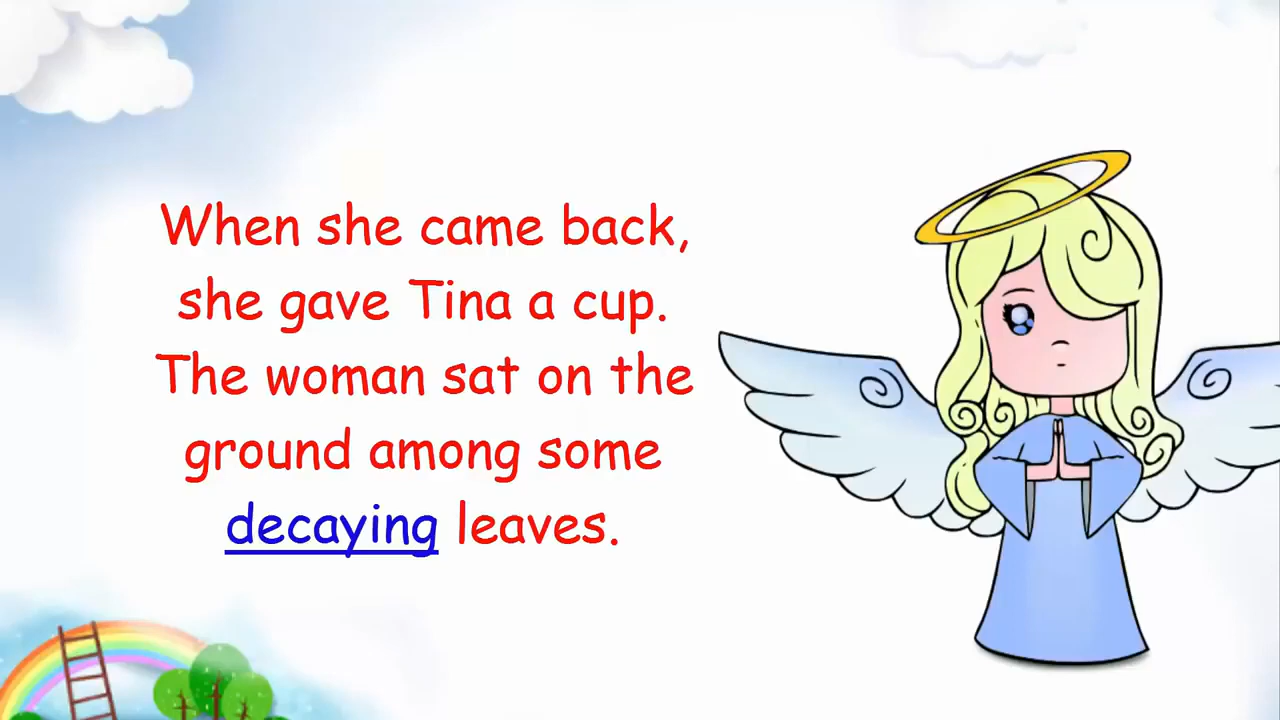 When she came back,
she gave Tina a cup.
The woman sat on the
ground among some
decaying leaves.